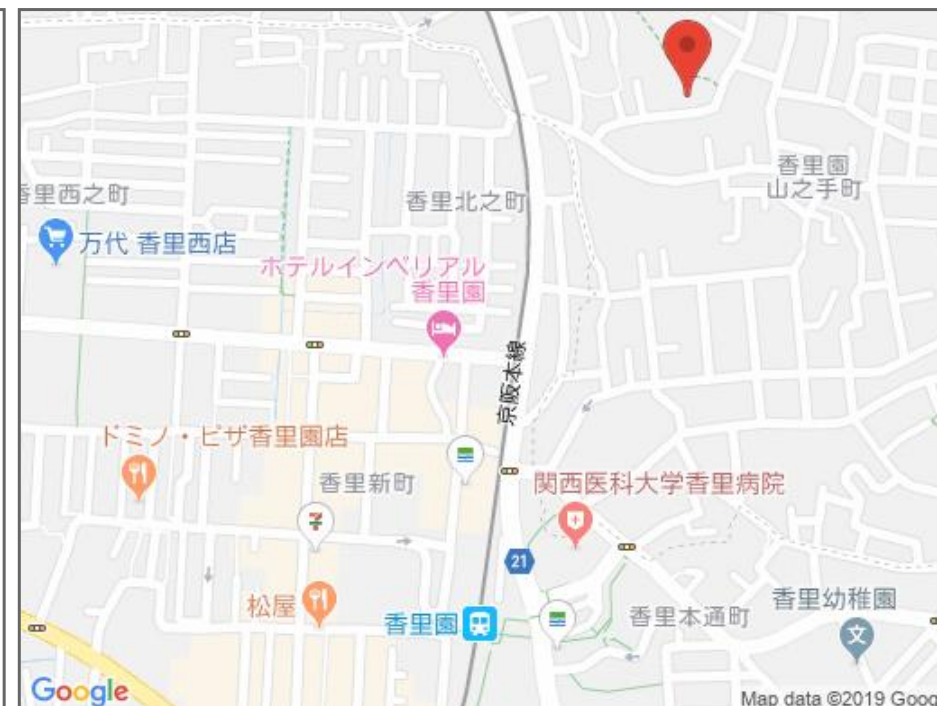 香里園
山之手町
香里西之町
香里北之町
万代 香里西店
ホテルインペリアル
香里園
京阪本線
ドミノ・ピザ香里園店
香里新町
関西医科大学香里病院
7
21
松屋
香里園
香里本通町
香里幼稚園
文
Google
Map data ©2019 Goog